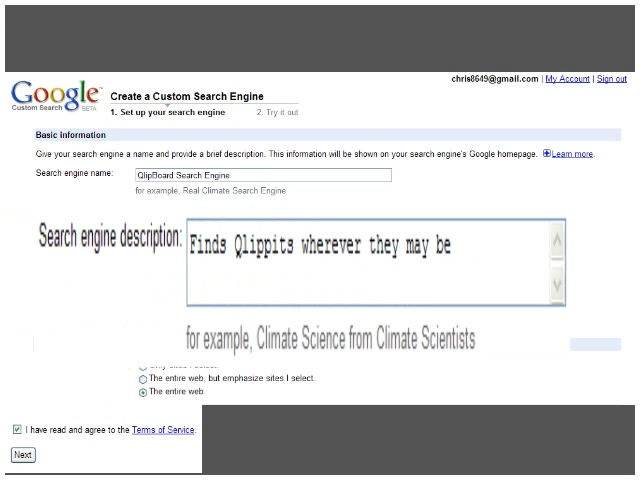 chris8649@gmail.com | My Account | Sign out
Google
Custom Search BETA
Create a Custom Search Engine
1. Set up your search engine 2. Try it out
Basic information
Give your search engine a name and provide a brief description. This information will be shown on your search engine's Google homepage. Learn more.
Search engine name: QlipBoard Search Engine
for example, Real Climate Search Engine
Search engine description: Finds Qlippits wherever they may be
for example, Climate Science from Climate Scientists
The entire web, but emphasize sites I select.
The entire web.
I have read and agree to the Terms of Service.
Next